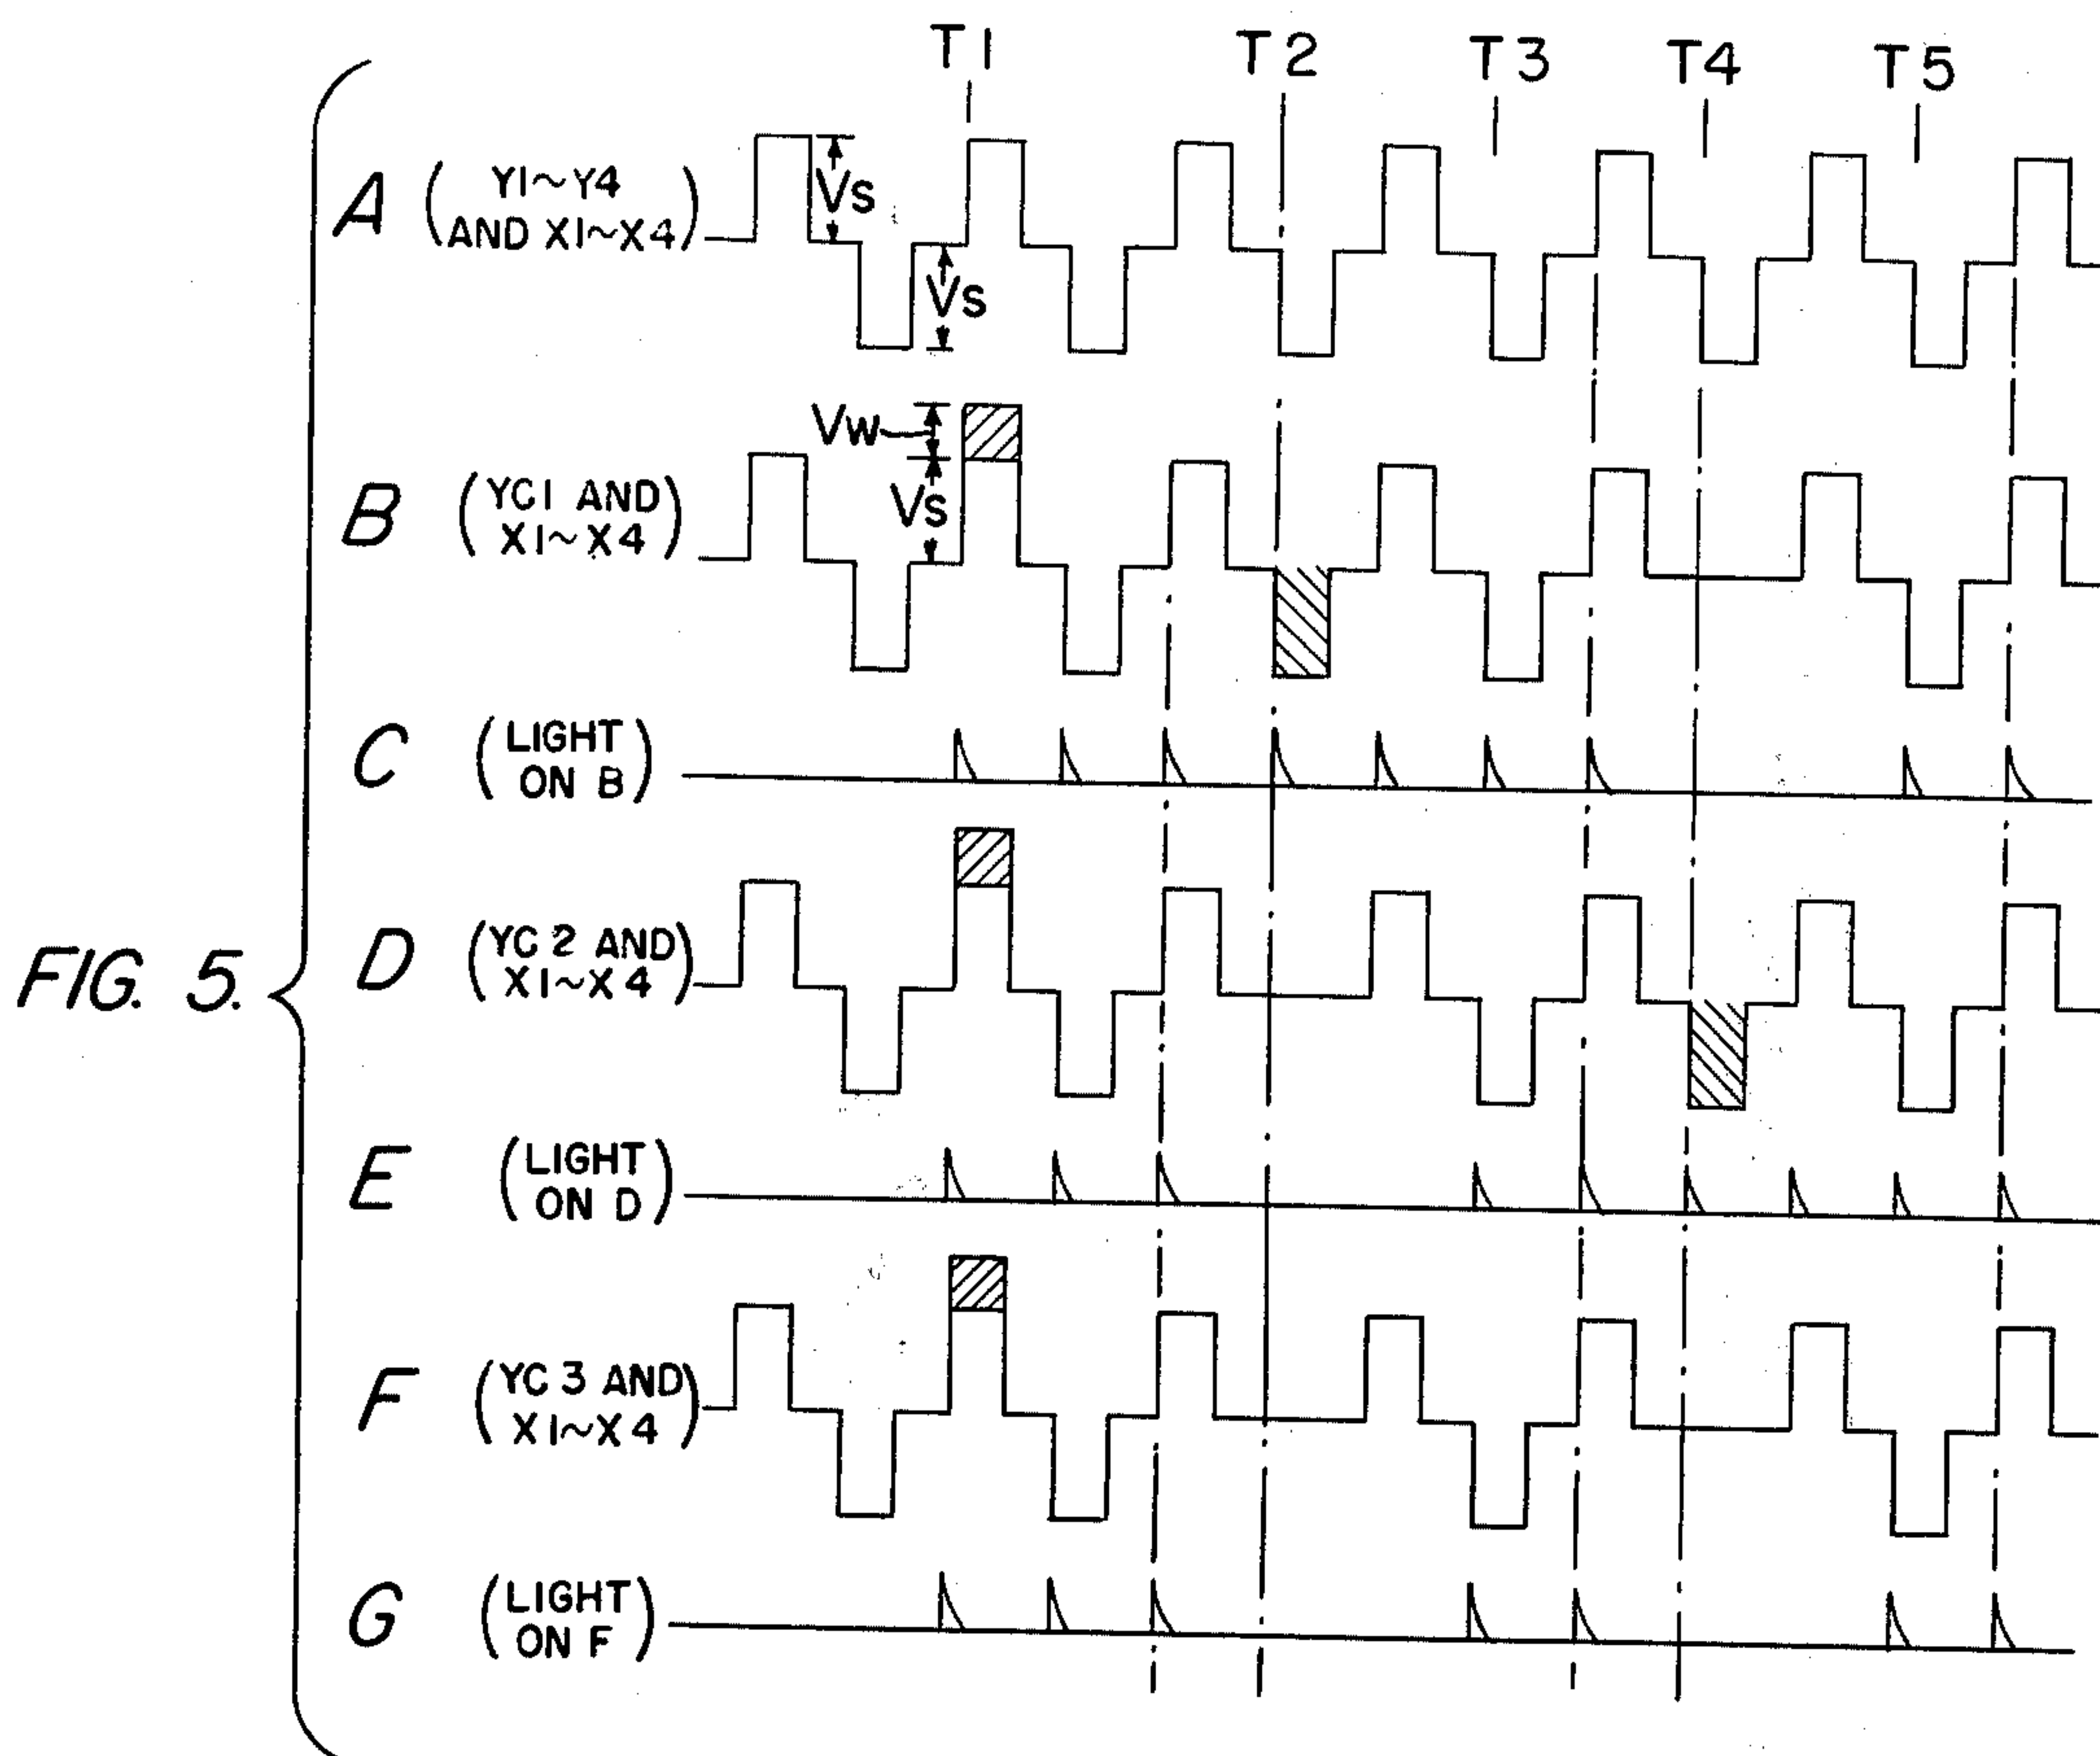 T1 T2 T3 T4 T5
A (Y1~Y4
AND X1~X4)
Vs
Vs
Vw
Vs
B (YC1 AND
X1~X4)
C (LIGHT
ON B)
D (YC 2 AND
X1~X4)
FIG. 5.
E (LIGHT
ON D)
F (YC 3 AND
X1~X4)
G (LIGHT
ON F)